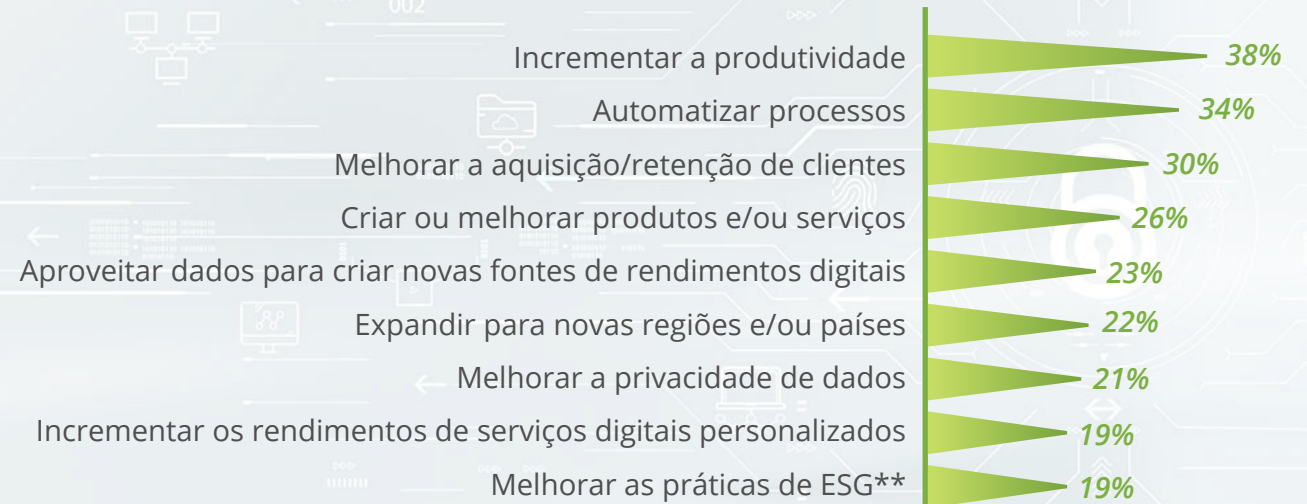 002
Incrementar a produtividade 38%
Automatizar processos 34%
Melhorar a aquisição/retenção de clientes 30%
Criar ou melhorar produtos e/ou serviços 26%
Aproveitar dados para criar novas fontes de rendimentos digitais 23%
Expandir para novas regiões e/ou países 22%
Melhorar a privacidade de dados 21%
Incrementar os rendimentos de serviços digitais personalizados 19%
Melhorar as práticas de ESG** 19%